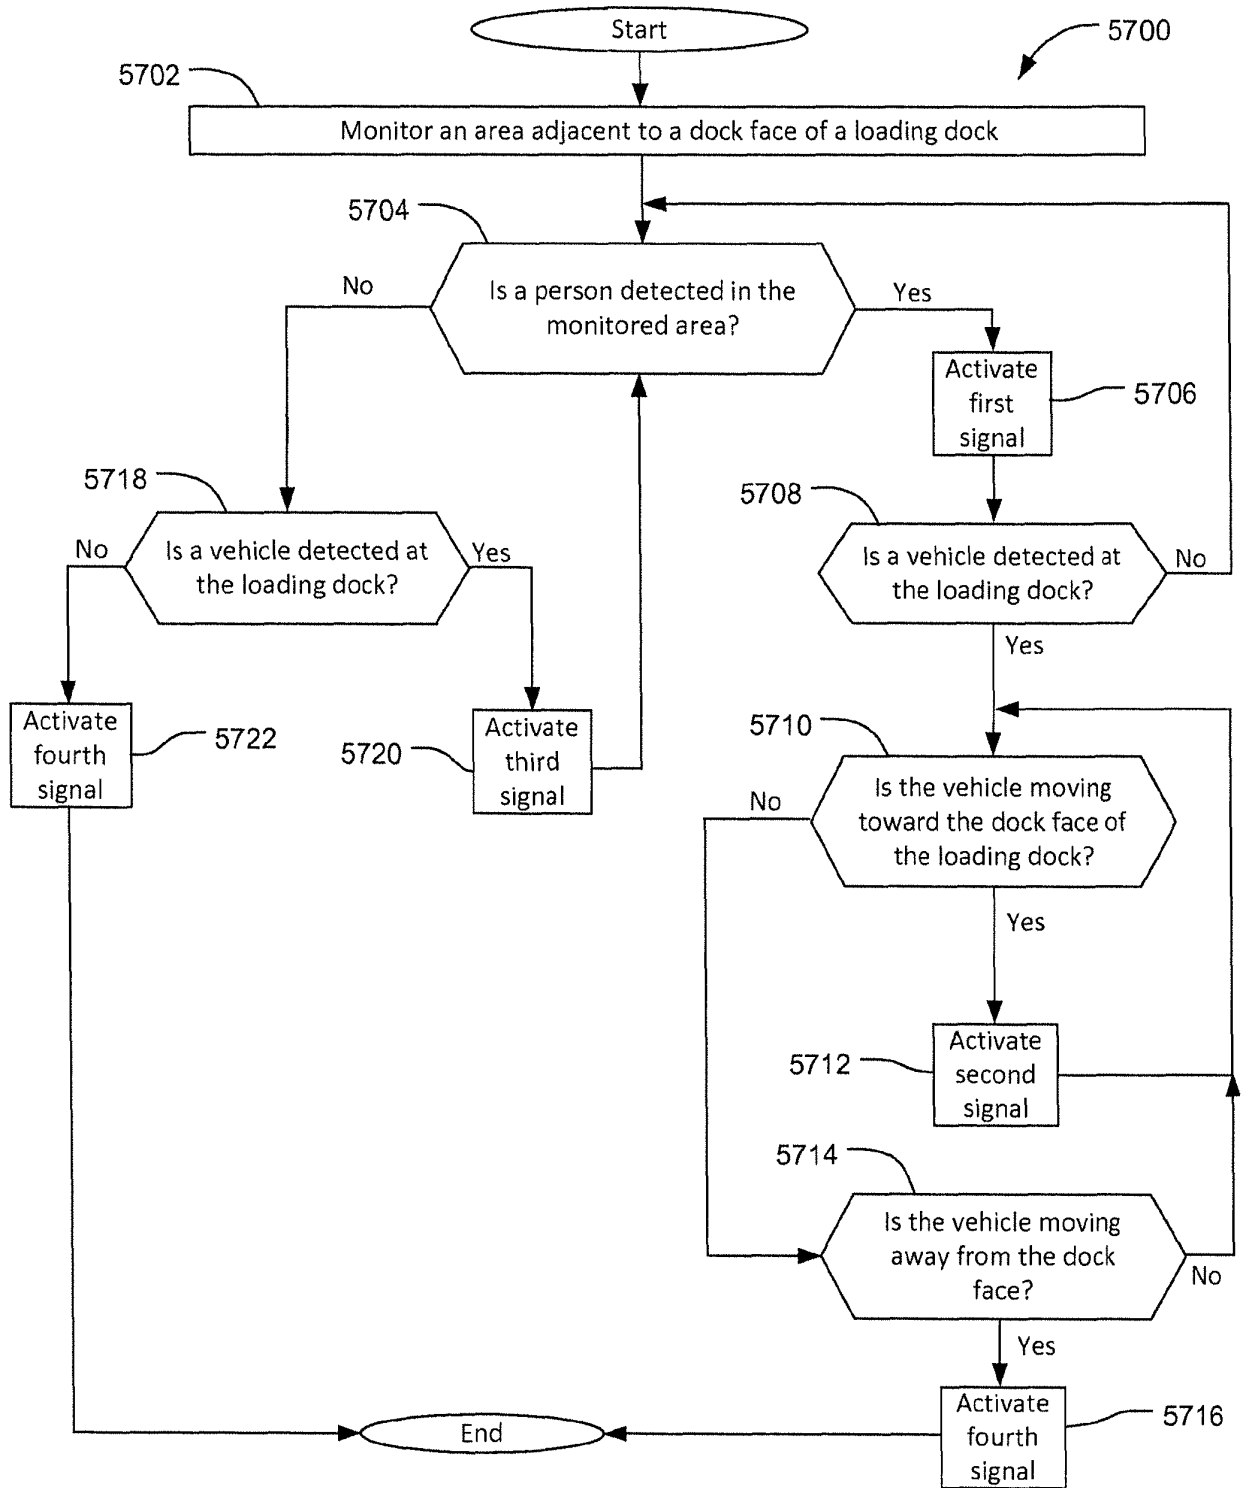 Start
5700
5702
Monitor an area adjacent to a dock face of a loading dock
5704
No
Is a person detected in the
monitored area?
Yes
Activate
first
signal
5706
5718
5708
No
Is a vehicle detected at
the loading dock?
Yes
Is a vehicle detected at
the loading dock?
No
Yes
Activate
fourth
signal
5722
5720
Activate
third
signal
5710
No
Is the vehicle moving
toward the dock face of
the loading dock?
Yes
5712
Activate
second
signal
5714
Is the vehicle moving
away from the dock
face?
No
Yes
End
Activate
fourth
signal
5716